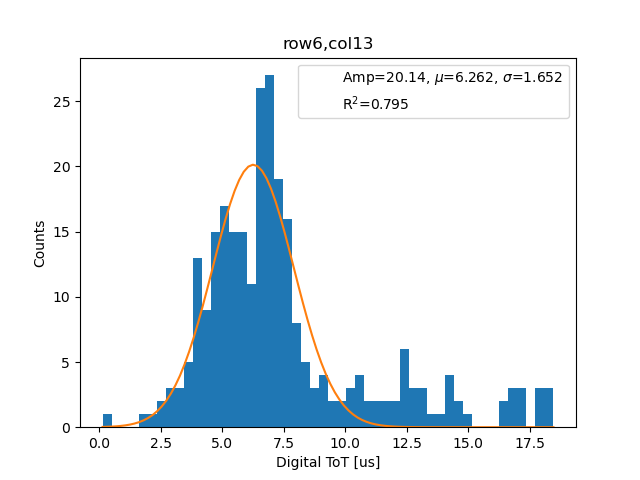 row6,col13
Amp=20.14, μ=6.262, σ=1.652
R²=0.795
Counts
25
20
15
10
5
0
0.0 2.5 5.0 7.5 10.0 12.5 15.0 17.5
Digital ToT [us]